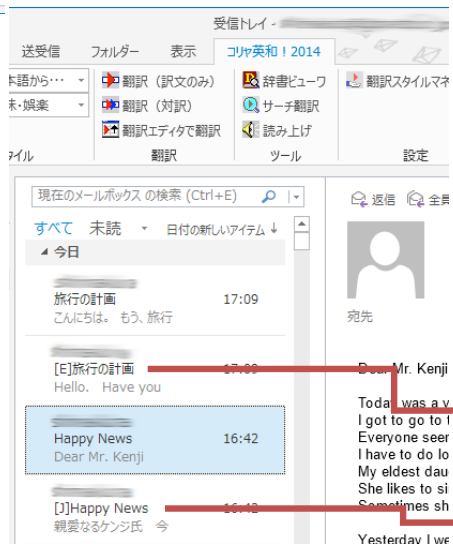 受信トレイ -
送受信 フォルダー 表示 コリャ英和！2014
本語から… 翻訳（訳文のみ） 辞書ビューワ 翻訳スタイルマネ
味・娯楽 翻訳（対訳） サーチ翻訳
翻訳エディタで翻訳 読み上げ
イル 翻訳 ツール 設定
現在のメールボックス の検索 (Ctrl+E)
返信 全員
すべて 未読 日付の新しいアイテム ↓
今日
旅行の計画 17:09
こんにちは。 もう、旅行
宛先
[E]旅行の計画 17:09
Hello. Have you
Dear Mr. Kenji
Today was a v
I got to go to t
Happy News 16:42
Everyone seer
Dear Mr. Kenji
I have to do lo
My eldest dau
She likes to si
Sometimes sh
[J]Happy News 16:42
親愛なるケンジ氏 今
Yesterday I we